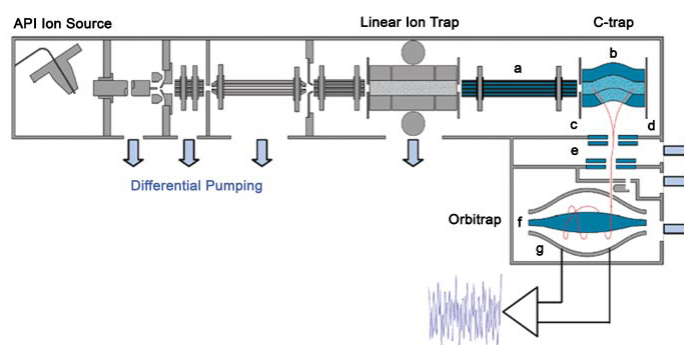 API Ion Source
Linear Ion Trap
C-trap
a
b
c
d
e
Differential Pumping
Orbitrap
f
g